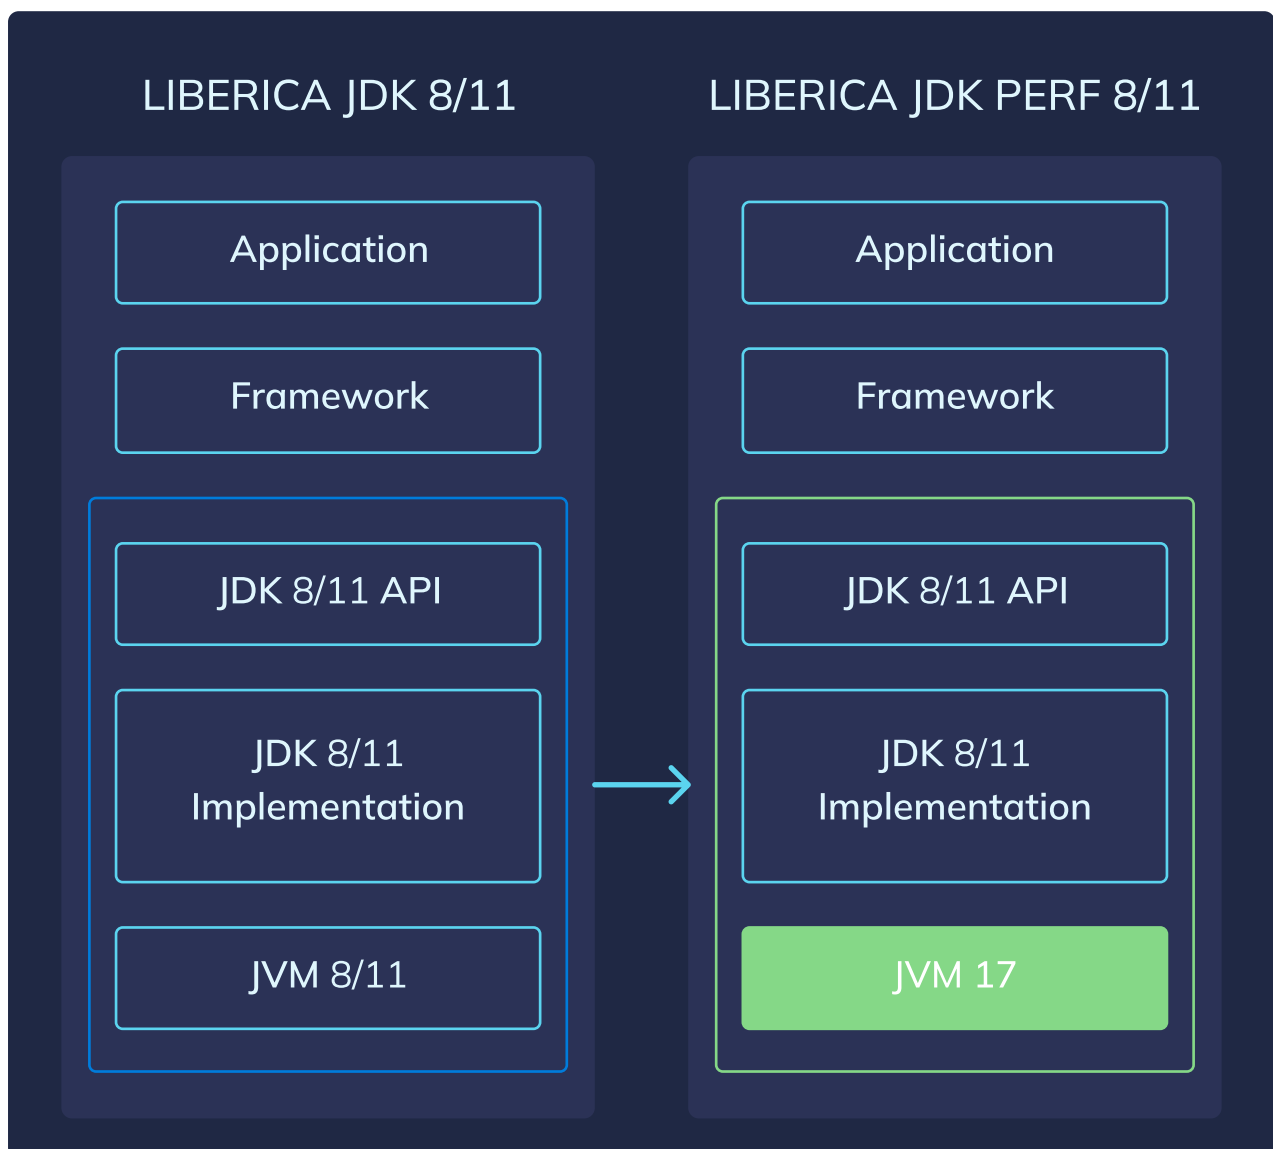 LIBERICA JDK 8/11
Application
Framework
JDK 8/11 API
JDK 8/11
Implementation
JVM 8/11
LIBERICA JDK PERF 8/11
Application
Framework
JDK 8/11 API
JDK 8/11
Implementation
JVM 17